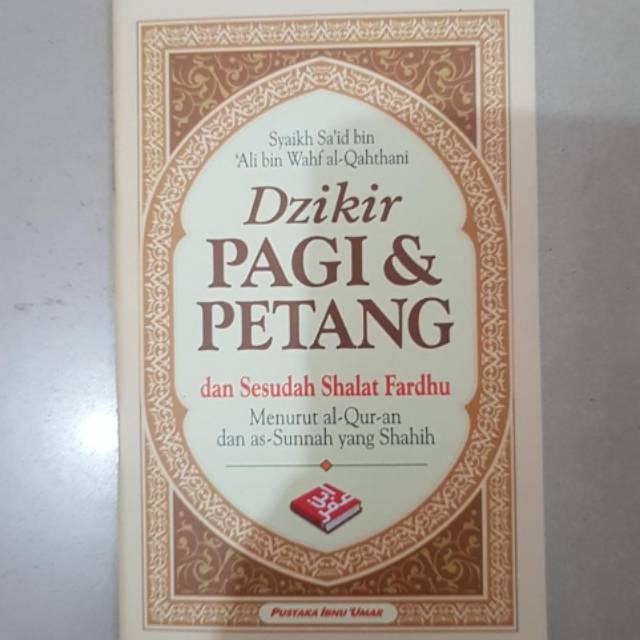 Syaikh Sa'id bin
'Ali bin Wahf al-Qahthani
Dzikir
PAGI &
PETANG
dan Sesudah Shalat Fardhu
Menurut al-Qur-an
dan as-Sunnah yang Shahih
PUSTAKA IBNU 'UMAR